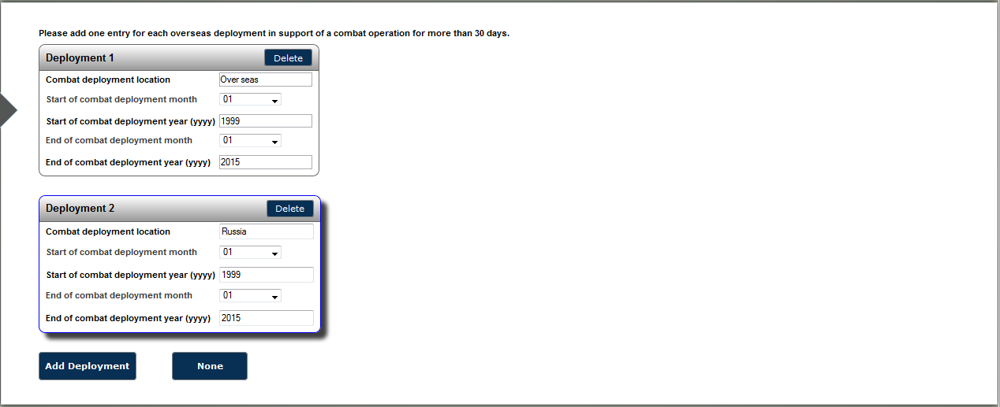 Please add one entry for each overseas deployment in support of a combat operation for more than 30 days.
Deployment 1 Delete
Combat deployment location Over seas
Start of combat deployment month 01
Start of combat deployment year (yyyy) 1999
End of combat deployment month 01
End of combat deployment year (yyyy) 2015
Deployment 2 Delete
Combat deployment location Russia
Start of combat deployment month 01
Start of combat deployment year (yyyy) 1999
End of combat deployment month 01
End of combat deployment year (yyyy) 2015
Add Deployment None